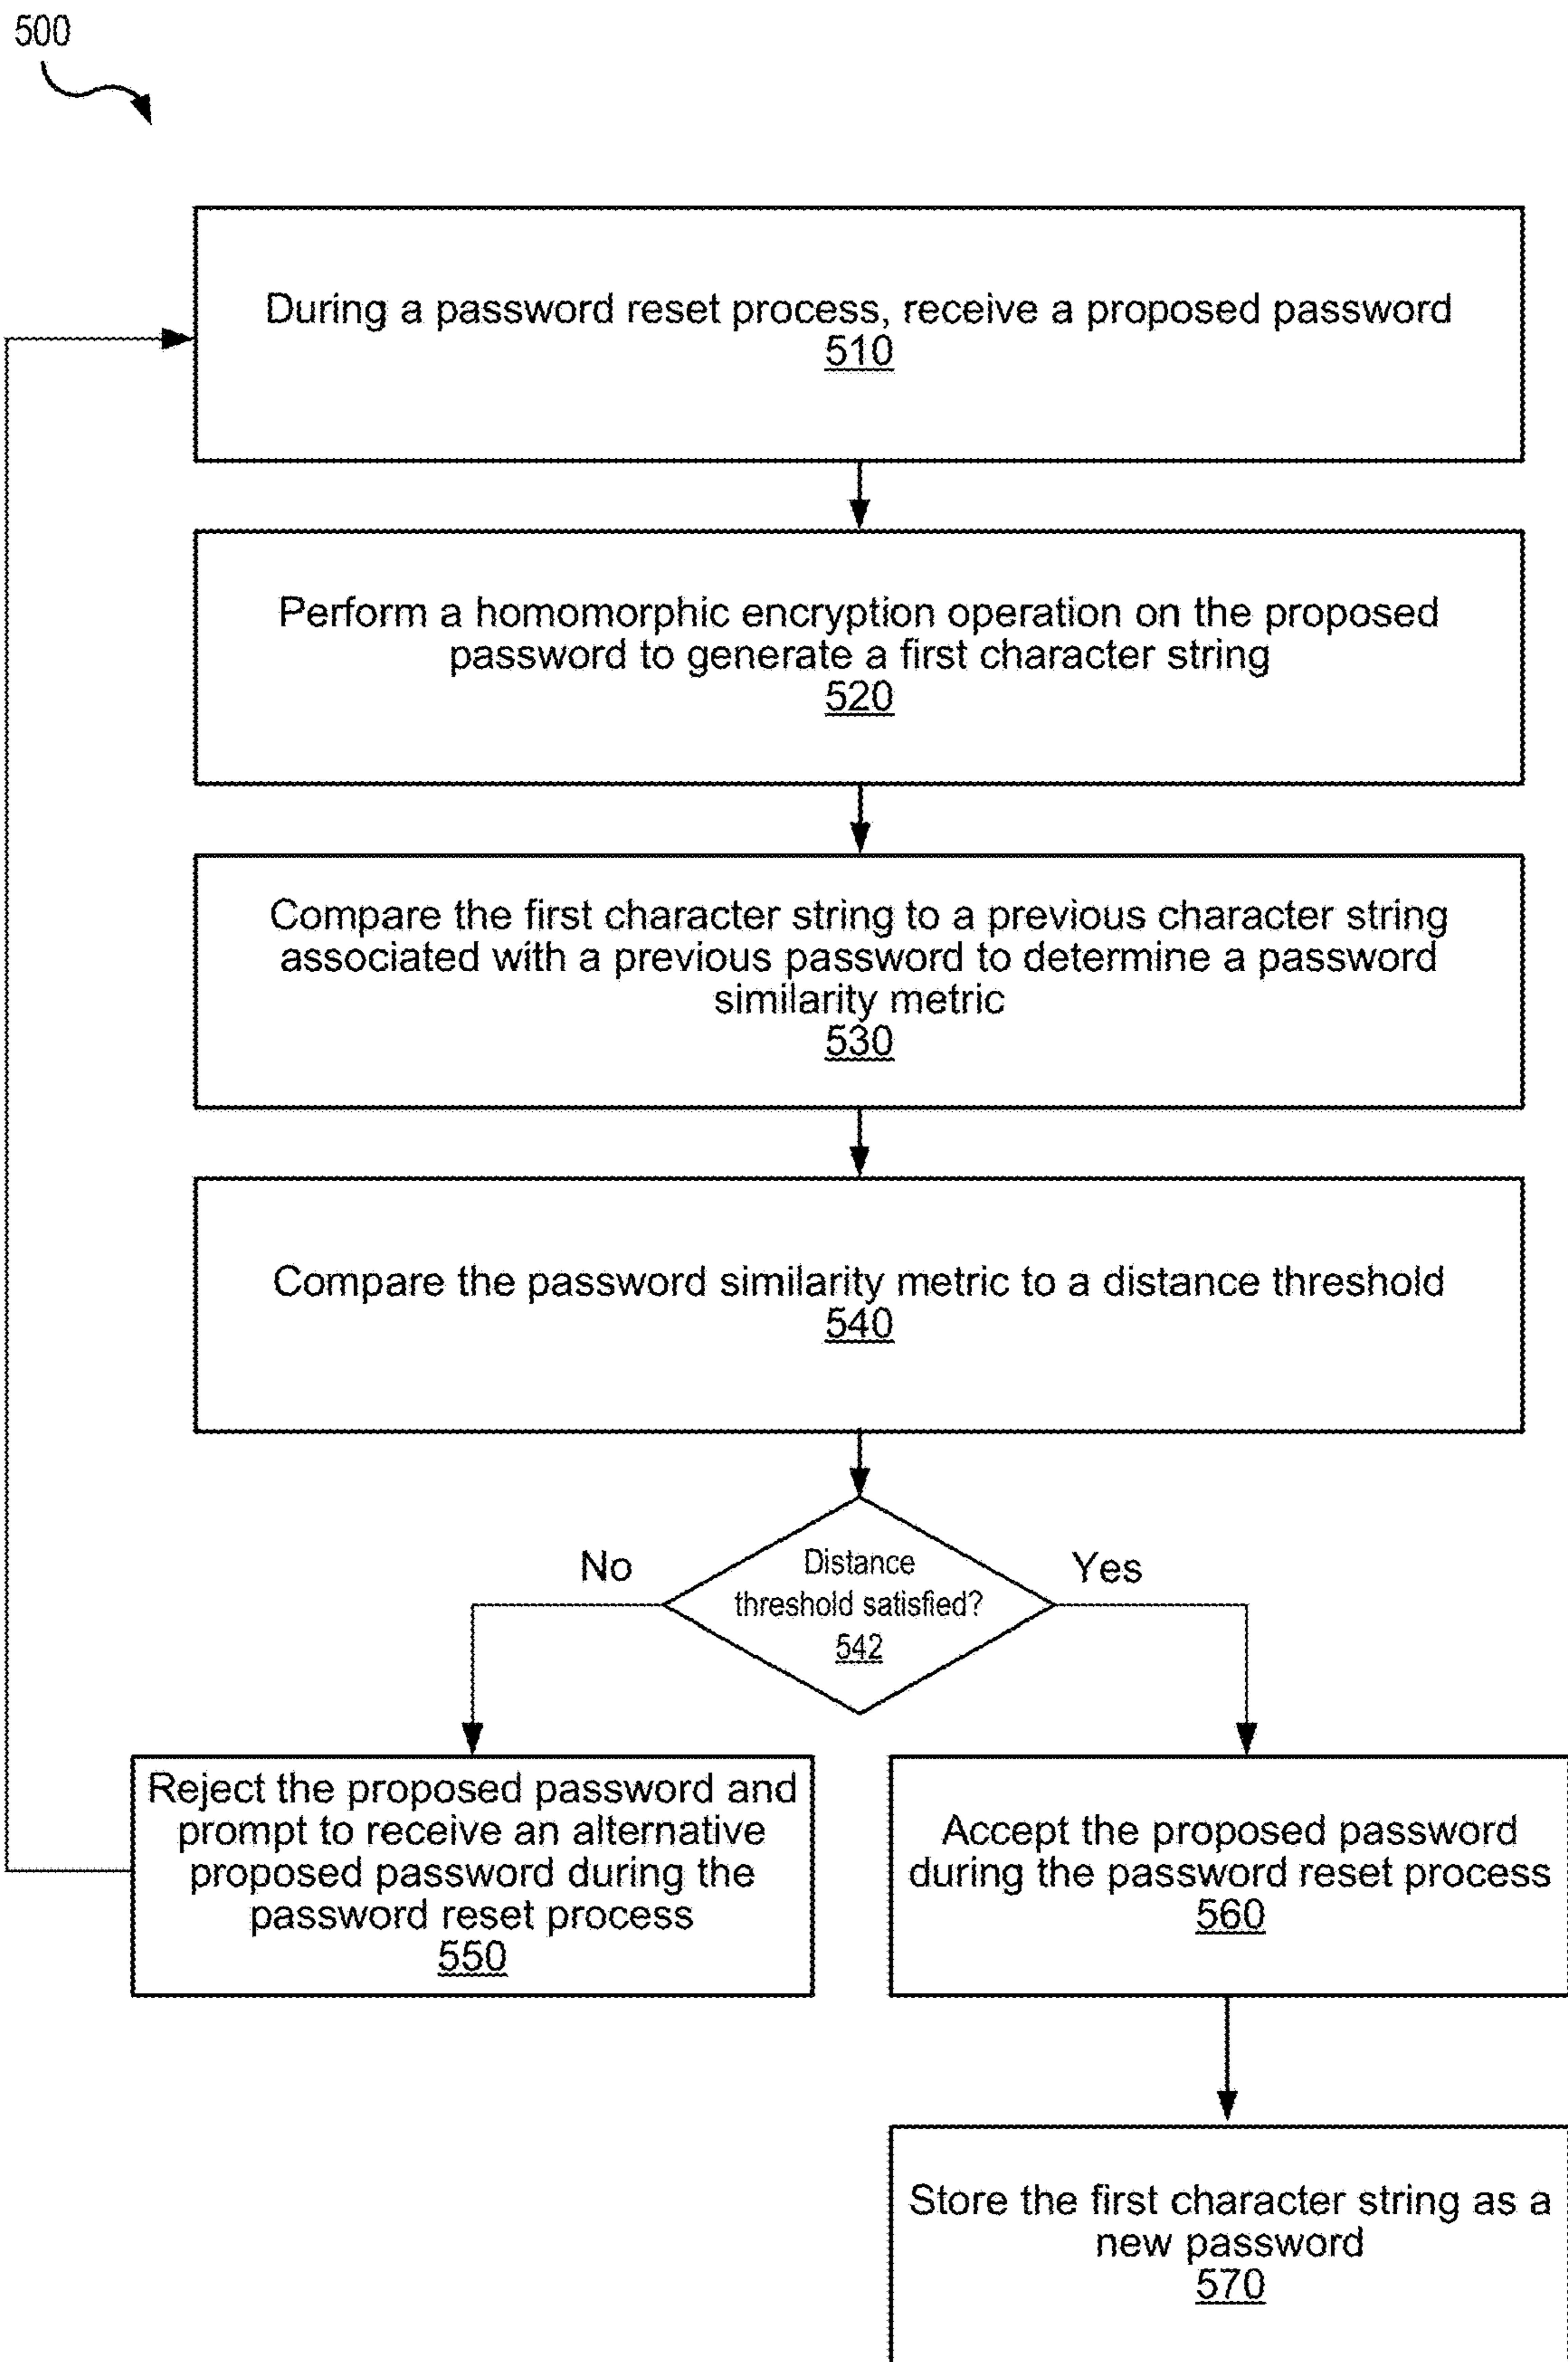 500
During a password reset process, receive a proposed password
510
Perform a homomorphic encryption operation on the proposed
password to generate a first character string
520
Compare the first character string to a previous character string
associated with a previous password to determine a password
similarity metric
530
Compare the password similarity metric to a distance threshold
540
No
Distance
threshold satisfied?
542
Yes
Reject the proposed password and
prompt to receive an alternative
proposed password during the
password reset process
550
Accept the proposed password
during the password reset process
560
Store the first character string as a
new password
570